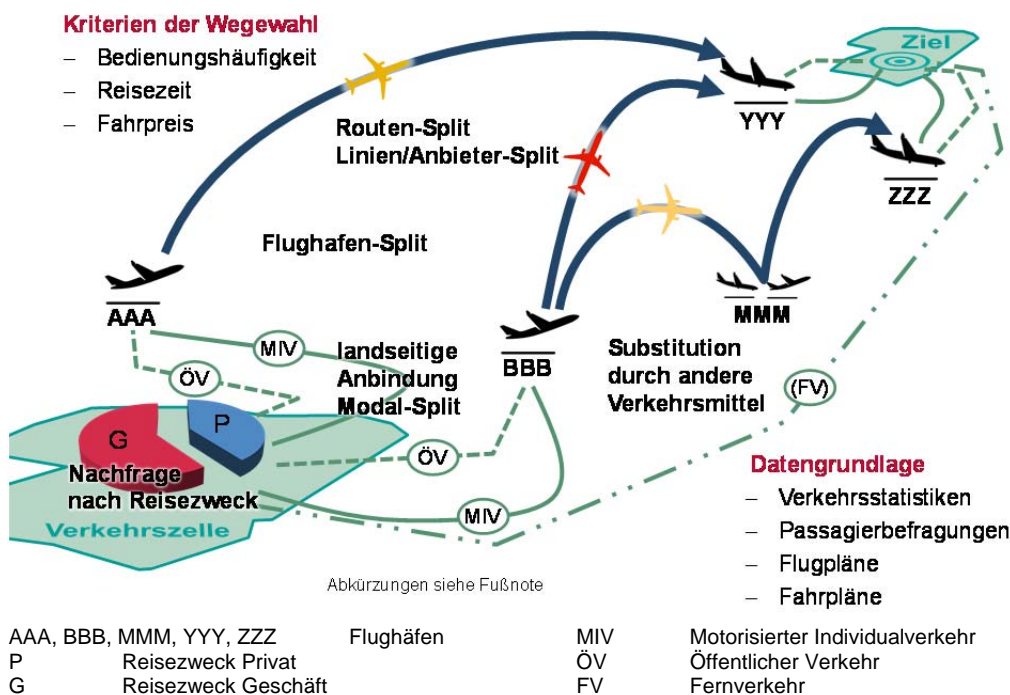 Kriterien der Wegewahl
– Bedienungshäufigkeit
– Reisezeit
– Fahrpreis
Ziel
YYY
Routen-Split
Linien/Anbieter-Split
ZZZ
Flughafen-Split
AAA
MMM
MIV
landseitige
Anbindung
Modal-Split
BBB
Substitution
durch andere
Verkehrsmittel
ÖV
(FV)
G
P
ÖV
Nachfrage
nach Reisezweck
MIV
Verkehrszelle
Datengrundlage
– Verkehrsstatistiken
– Passagierbefragungen
– Flugpläne
– Fahrpläne
Abkürzungen siehe Fußnote
AAA, BBB, MMM, YYY, ZZZ Flughäfen MIV Motorisierter Individualverkehr
P Reisezweck Privat ÖV Öffentlicher Verkehr
G Reisezweck Geschäft FV Fernverkehr